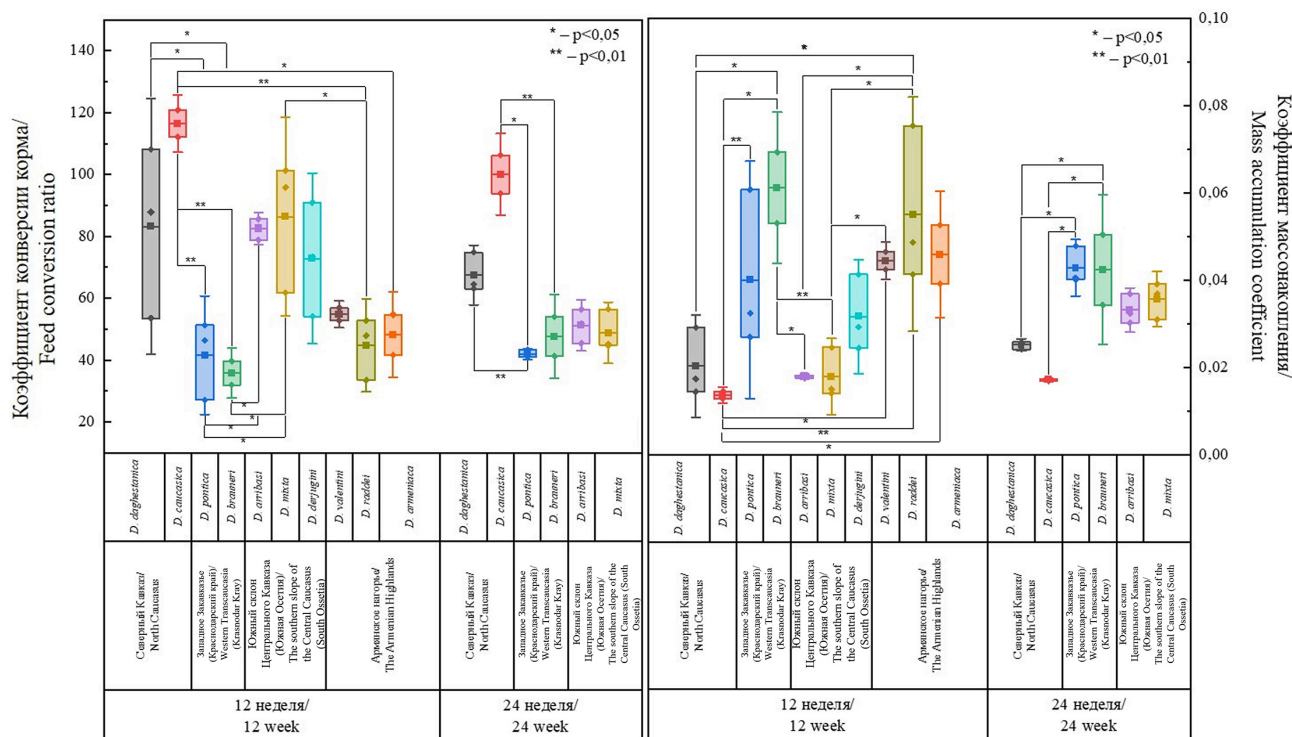 Коэффициент конверсии корма/
Feed conversion ratio
140
120
100
80
60
40
20
* – p<0,05
** – p<0,01
*
*
*
**
*
**
**
*
*
*
*
**
*
**
* – p<0,05
** – p<0,01
*
*
*
*
*
**
*
**
*
*
**
*
*
*
*
*
0,10
0,08
0,06
0,04
0,02
0,00
Коэффициент массонакопления/
Mass accumulation coefficient
D. daghestanica
D. caucasica
D. pontica
D. brauneri
D. arribasi
D. mixta
D. derjugini
D. valentini
D. raddei
D. armeniaca
D. daghestanica
D. caucasica
D. pontica
D. brauneri
D. arribasi
D. mixta
D. daghestanica
D. caucasica
D. pontica
D. brauneri
D. arribasi
D. mixta
D. derjugini
D. valentini
D. raddei
D. armeniaca
D. daghestanica
D. caucasica
D. pontica
D. brauneri
D. arribasi
D. mixta
Северный Кавказ/
North Caucasus
Западное Закавказье
(Краснодарский край)/
Western Transcaucasia
(Krasnodar Kray)
Южный склон
Центрального Кавказа
(Южная Осетия)/
The southern slope of
the Central Caucasus
(South Ossetia)
Армянское нагорье/
The Armenian Highlands
Северный Кавказ/
North Caucasus
Западное Закавказье
(Краснодарский край)/
Western Transcaucasia
(Krasnodar Kray)
Южный склон
Центрального Кавказа
(Южная Осетия)/
The southern slope of the
Central Caucasus (South
Ossetia)
Северный Кавказ/
North Caucasus
Западное Закавказье
(Краснодарский край)/
Western Transcaucasia
(Krasnodar Kray)
Южный склон
Центрального Кавказа
(Южная Осетия)/
The southern slope of
the Central Caucasus
(South Ossetia)
Армянское нагорье/
The Armenian Highlands
Северный Кавказ/
North Caucasus
Западное Закавказье
(Краснодарский край)/
Western Transcaucasia
(Krasnodar Kray)
Южный склон
Центрального Кавказа
(Южная Осетия)/
The southern slope of the
Central Caucasus (South
Ossetia)
12 неделя/
12 week
24 неделя/
24 week
12 неделя/
12 week
24 неделя/
24 week